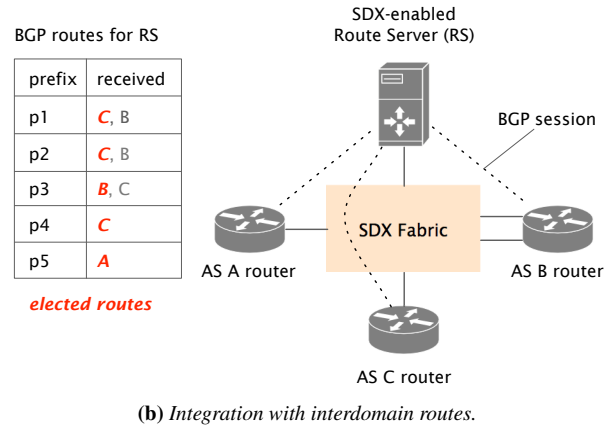 SDX-enabled
Route Server (RS)
BGP routes for RS
prefix received
p1 C, B
p2 C, B
p3 B, C
p4 C
p5 A
elected routes
BGP session
SDX Fabric
AS A router
AS B router
AS C router
(b) Integration with interdomain routes.